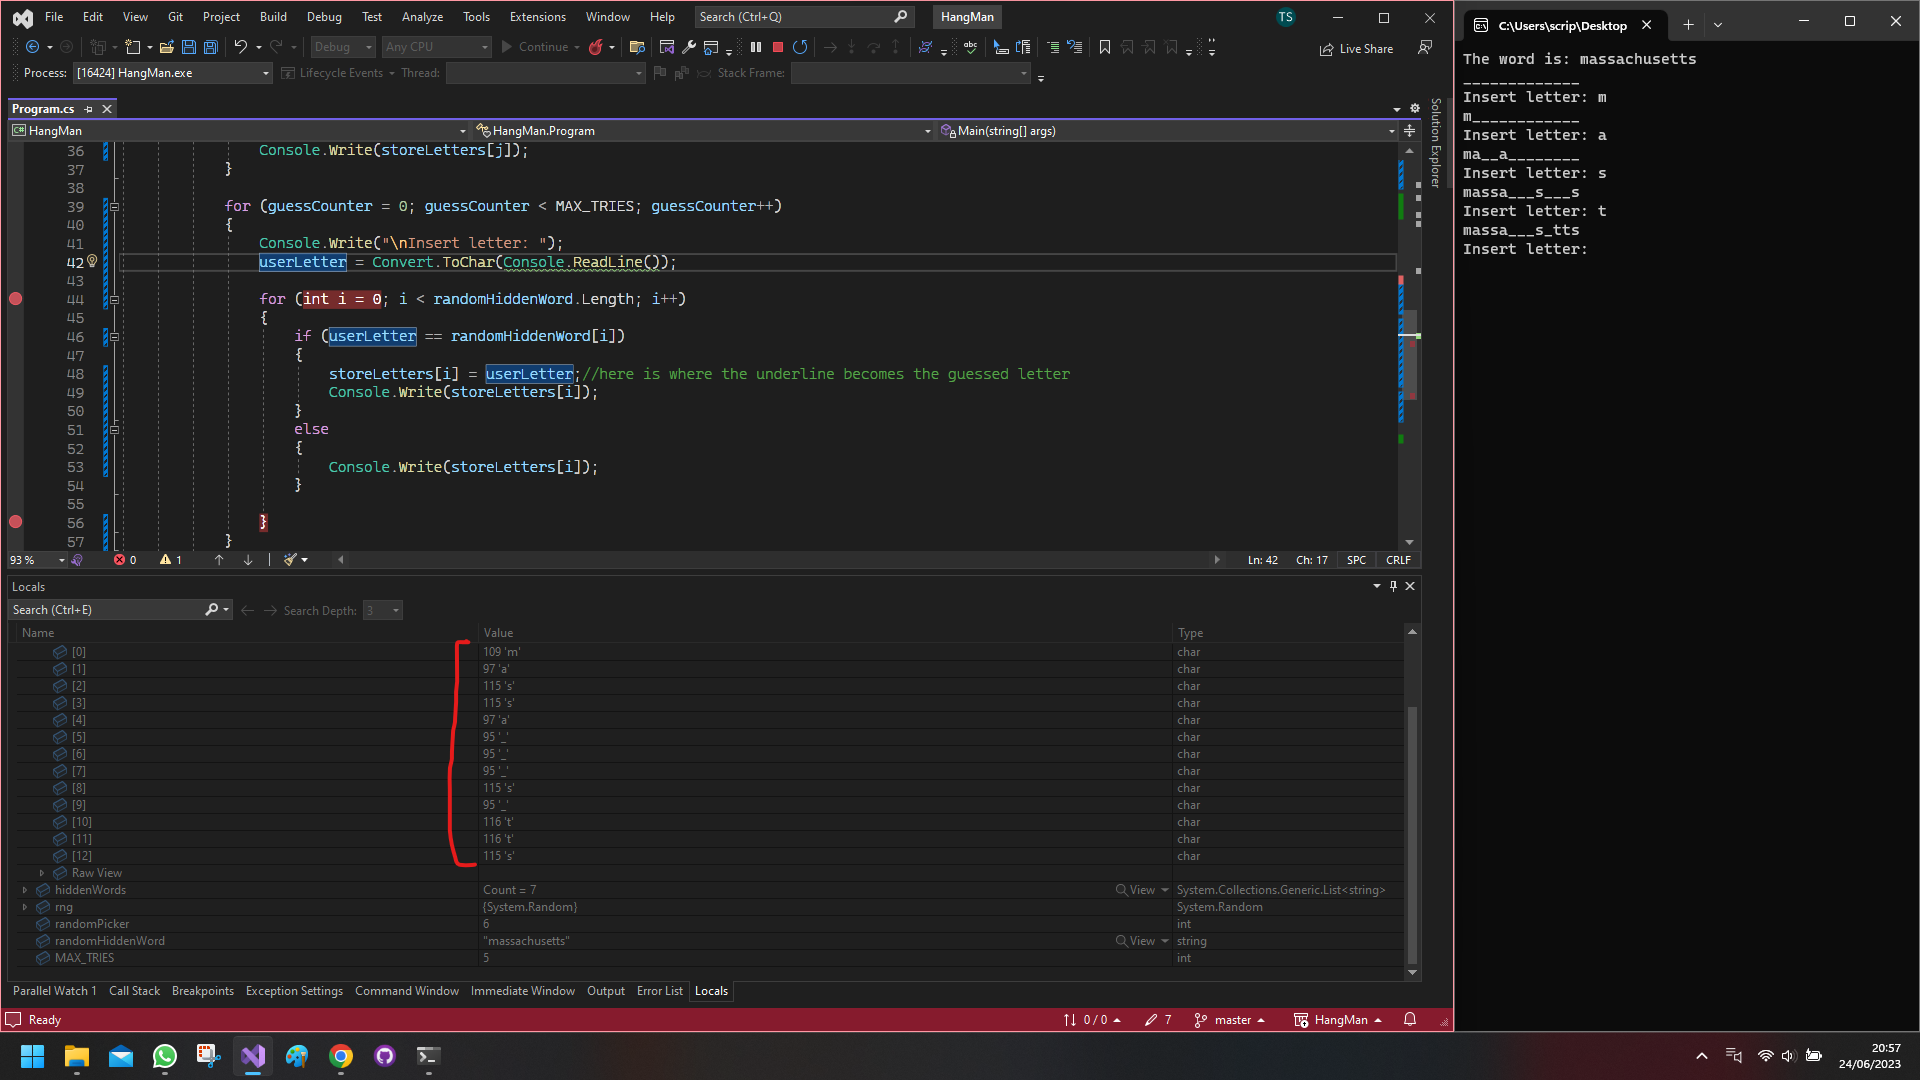 File Edit View Git Project Build Debug Test Analyze Tools Extensions Window Help Search (Ctrl+Q) HangMan TS
Debug Any CPU Continue Live Share
Process: [16424] HangMan.exe Lifecycle Events Thread: Stack Frame:
Program.cs
HangMan HangMan.Program Main(string[] args)
36 Console.Write(storeLetters[j]);
37 }
38
39 for (guessCounter = 0; guessCounter < MAX_TRIES; guessCounter++)
40 {
41 Console.Write("\nInsert letter: ");
42 userLetter = Convert.ToChar(Console.ReadLine());
43
44 for (int i = 0; i < randomHiddenWord.Length; i++)
45 {
46 if (userLetter == randomHiddenWord[i])
47 {
48 storeLetters[i] = userLetter;//here is where the underline becomes the guessed letter
49 Console.Write(storeLetters[i]);
50 }
51 else
52 {
53 Console.Write(storeLetters[i]);
54 }
55
56 }
57 }
93 % 0 1 Ln: 42 Ch: 17 SPC CRLF
Solution Explorer
Locals
Search (Ctrl+E) Search Depth: 3
Name Value Type
[0] 109 'm' char
[1] 97 'a' char
[2] 115 's' char
[3] 115 's' char
[4] 97 'a' char
[5] 95 '_' char
[6] 95 '_' char
[7] 95 '_' char
[8] 115 's' char
[9] 95 '_' char
[10] 116 't' char
[11] 116 't' char
[12] 115 's' char
Raw View
hiddenWords Count = 7 View System.Collections.Generic.List<string>
rng {System.Random} System.Random
randomPicker 6 int
randomHiddenWord "massachusetts" View string
MAX_TRIES 5 int
Parallel Watch 1 Call Stack Breakpoints Exception Settings Command Window Immediate Window Output Error List Locals
Ready 0 / 0 7 master HangMan
C:\Users\scrip\Desktop
The word is: massachusetts
_____________
Insert letter: m
m____________
Insert letter: a
ma__a________
Insert letter: s
massa___s___s
Insert letter: t
massa___s_tts
Insert letter:
20:57
24/06/2023